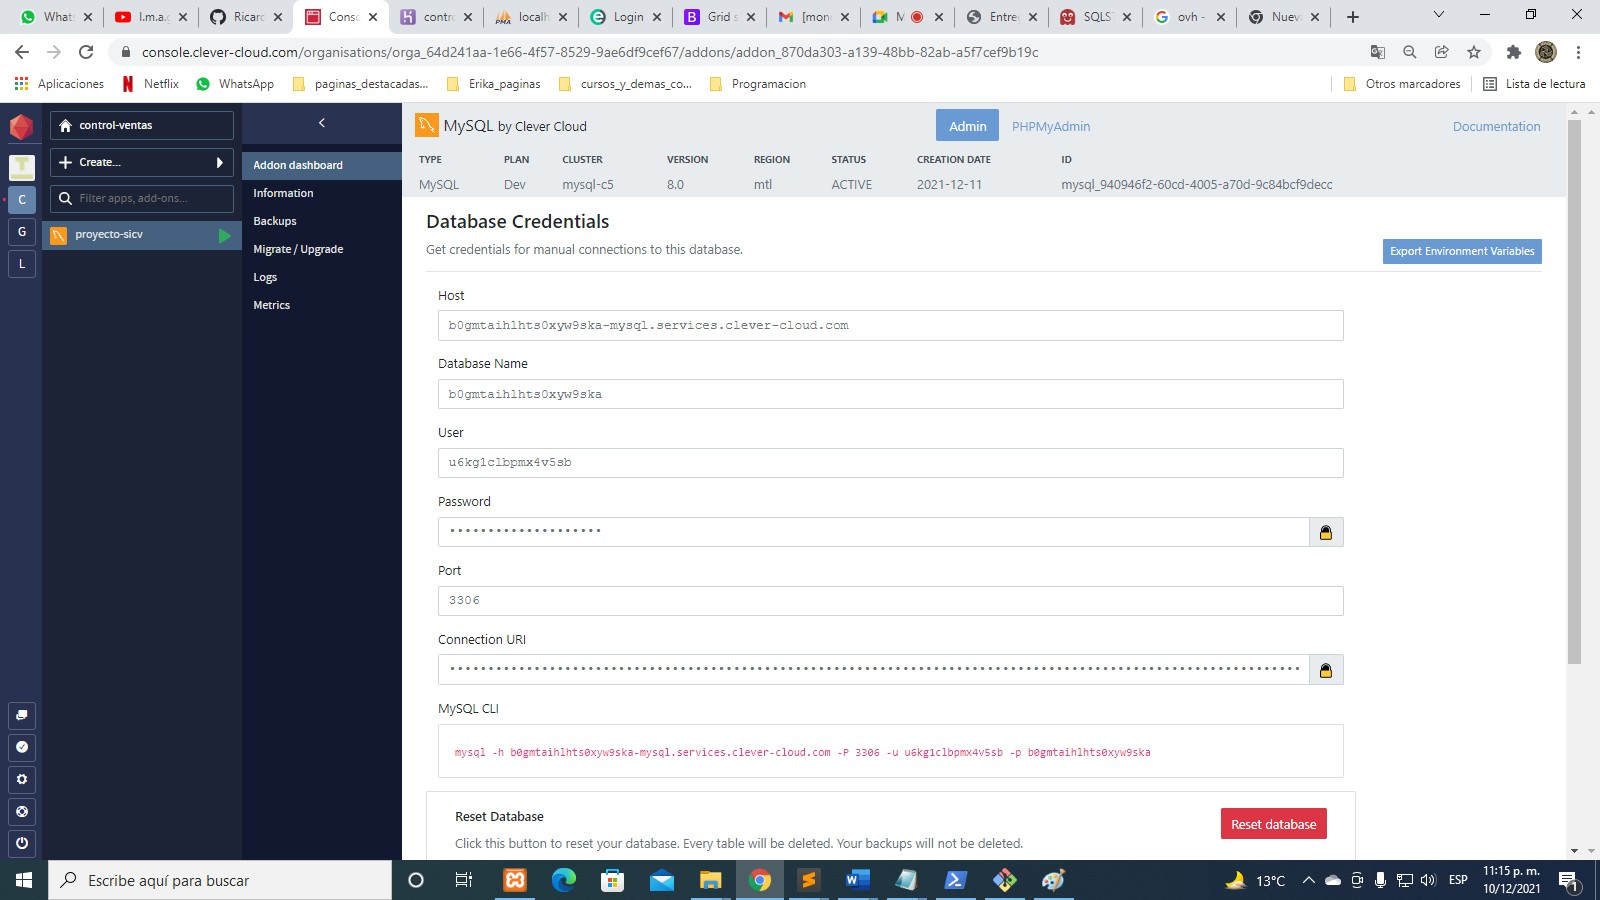 Whats
I.m.a.
Ricard
Consc
contro
localh
Login
Grid s
[mon
M
Entre
SQLS
ovh -
Nueva
console.clever-cloud.com/organisations/orga_64d241aa-1e66-4f57-8529-9ae6df9cef67/addons/addon_870da303-a139-48bb-82ab-a5f7cef9b19c
Aplicaciones
Netflix
WhatsApp
paginas_destacadas...
Erika_paginas
cursos_y_demas_co...
Programacion
Otros marcadores
Lista de lectura
control-ventas
Create...
Filter apps, add-ons...
proyecto-sicv
C
G
L
Addon dashboard
Information
Backups
Migrate / Upgrade
Logs
Metrics
MySQL by Clever Cloud
Admin
PHPMyAdmin
Documentation
TYPE PLAN CLUSTER VERSION REGION STATUS CREATION DATE ID
MySQL Dev mysql-c5 8.0 mtl ACTIVE 2021-12-11 mysql_940946f2-60cd-4005-a70d-9c84bcf9decc
Database Credentials
Get credentials for manual connections to this database.
Export Environment Variables
Host
b0gmtaihlhts0xyw9ska-mysql.services.clever-cloud.com
Database Name
b0gmtaihlhts0xyw9ska
User
u6kg1clbpmx4v5sb
Password
Port
3306
Connection URI
MySQL CLI
mysql -h b0gmtaihlhts0xyw9ska-mysql.services.clever-cloud.com -P 3306 -u u6kg1clbpmx4v5sb -p b0gmtaihlhts0xyw9ska
Reset Database
Click this button to reset your database. Every table will be deleted. Your backups will not be deleted.
Reset database
Escribe aquí para buscar
13°C
ESP
11:15 p. m.
10/12/2021
1